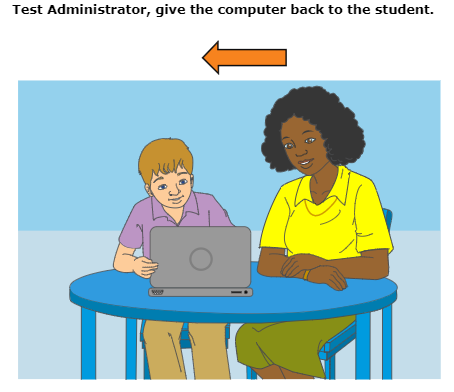 Test Administrator, give the computer back to the student.